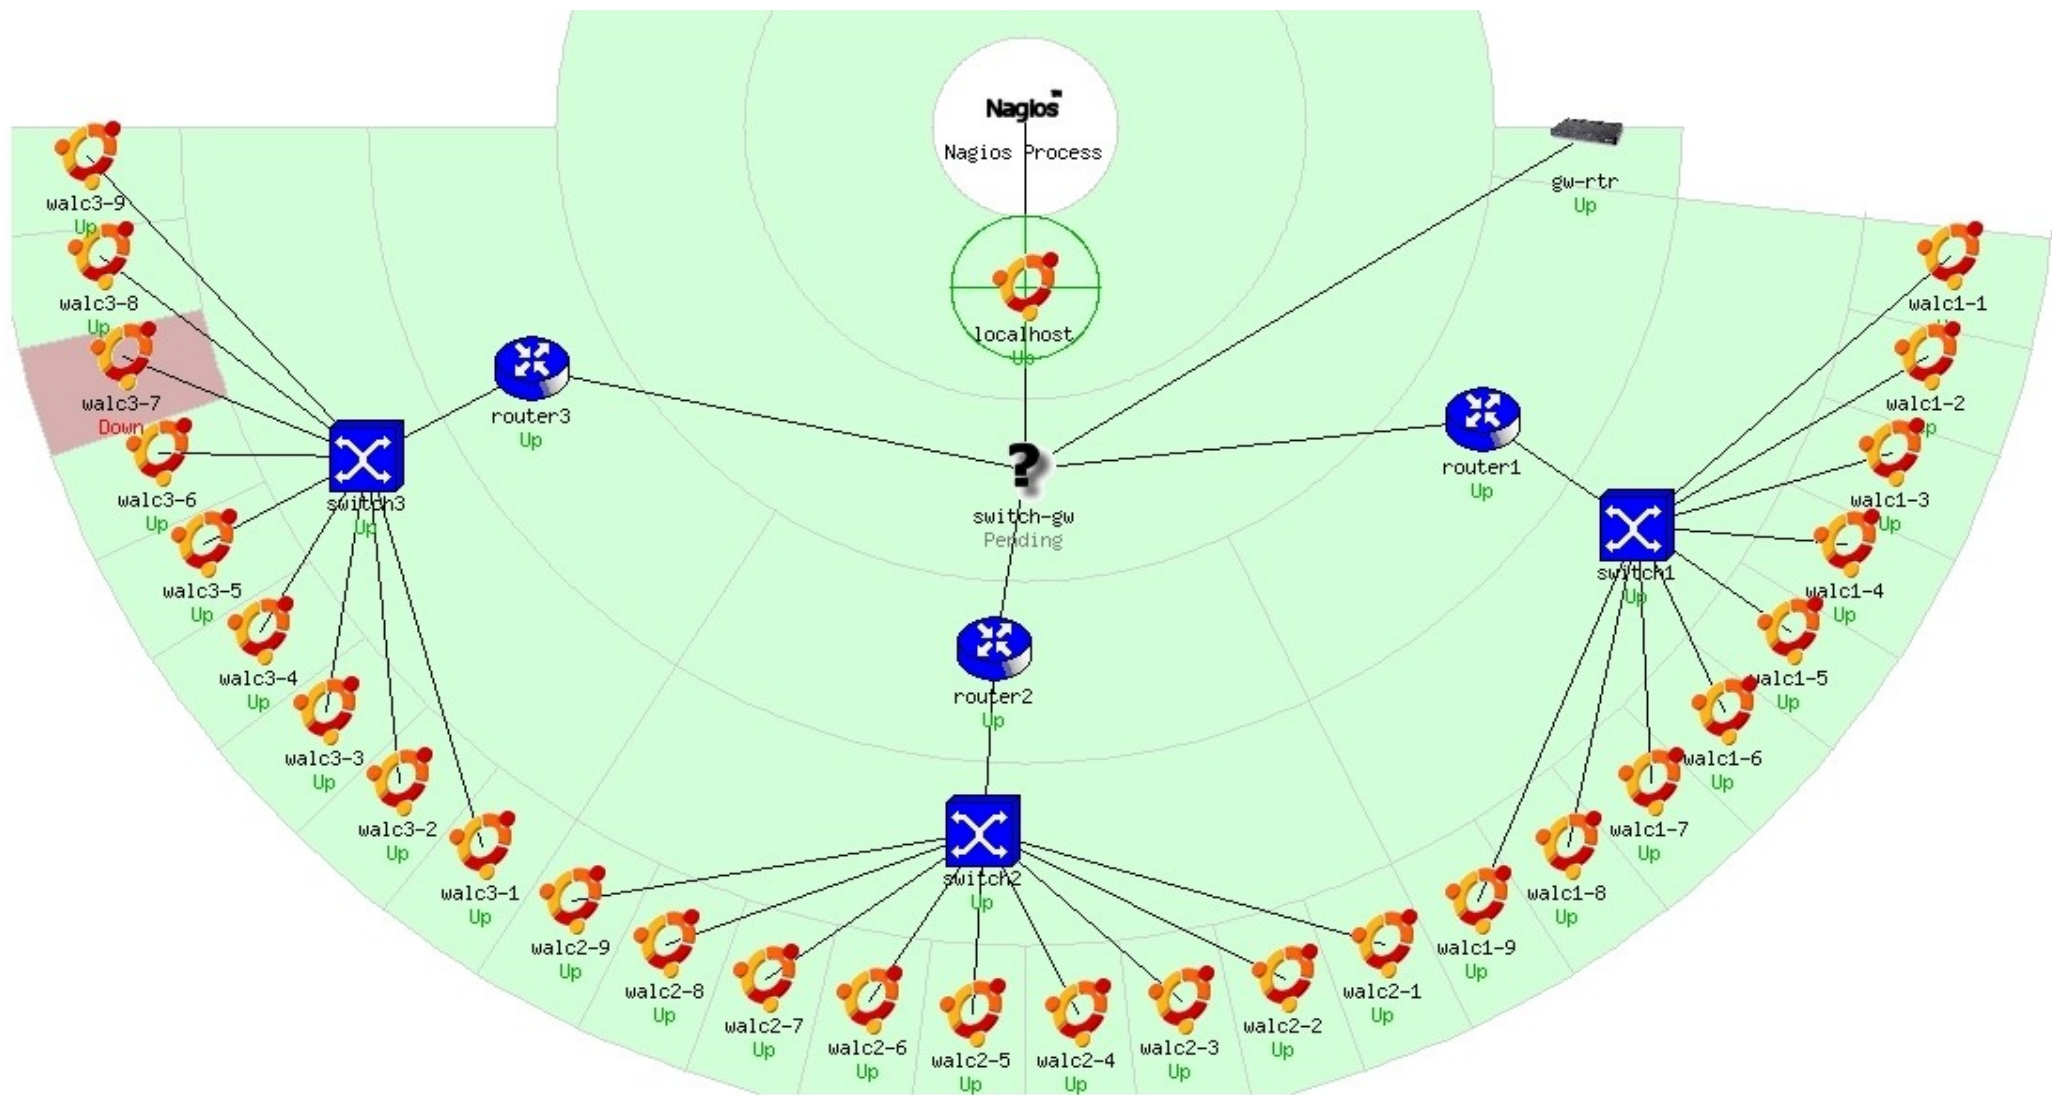 Nagios™
Nagios Process
localhost
Up
gw-rtr
Up
switch-gw
Pending
router3
Up
router1
Up
router2
Up
switch3
Up
switch1
Up
switch2
Up
walc3-9
Up
walc3-8
Up
walc3-7
Down
walc3-6
Up
walc3-5
Up
walc3-4
Up
walc3-3
Up
walc3-2
Up
walc3-1
Up
walc2-9
Up
walc2-8
Up
walc2-7
Up
walc2-6
Up
walc2-5
Up
walc2-4
Up
walc2-3
Up
walc2-2
Up
walc2-1
Up
walc1-9
Up
walc1-8
Up
walc1-7
Up
walc1-6
Up
walc1-5
Up
walc1-4
Up
walc1-3
Up
walc1-2
Up
walc1-1